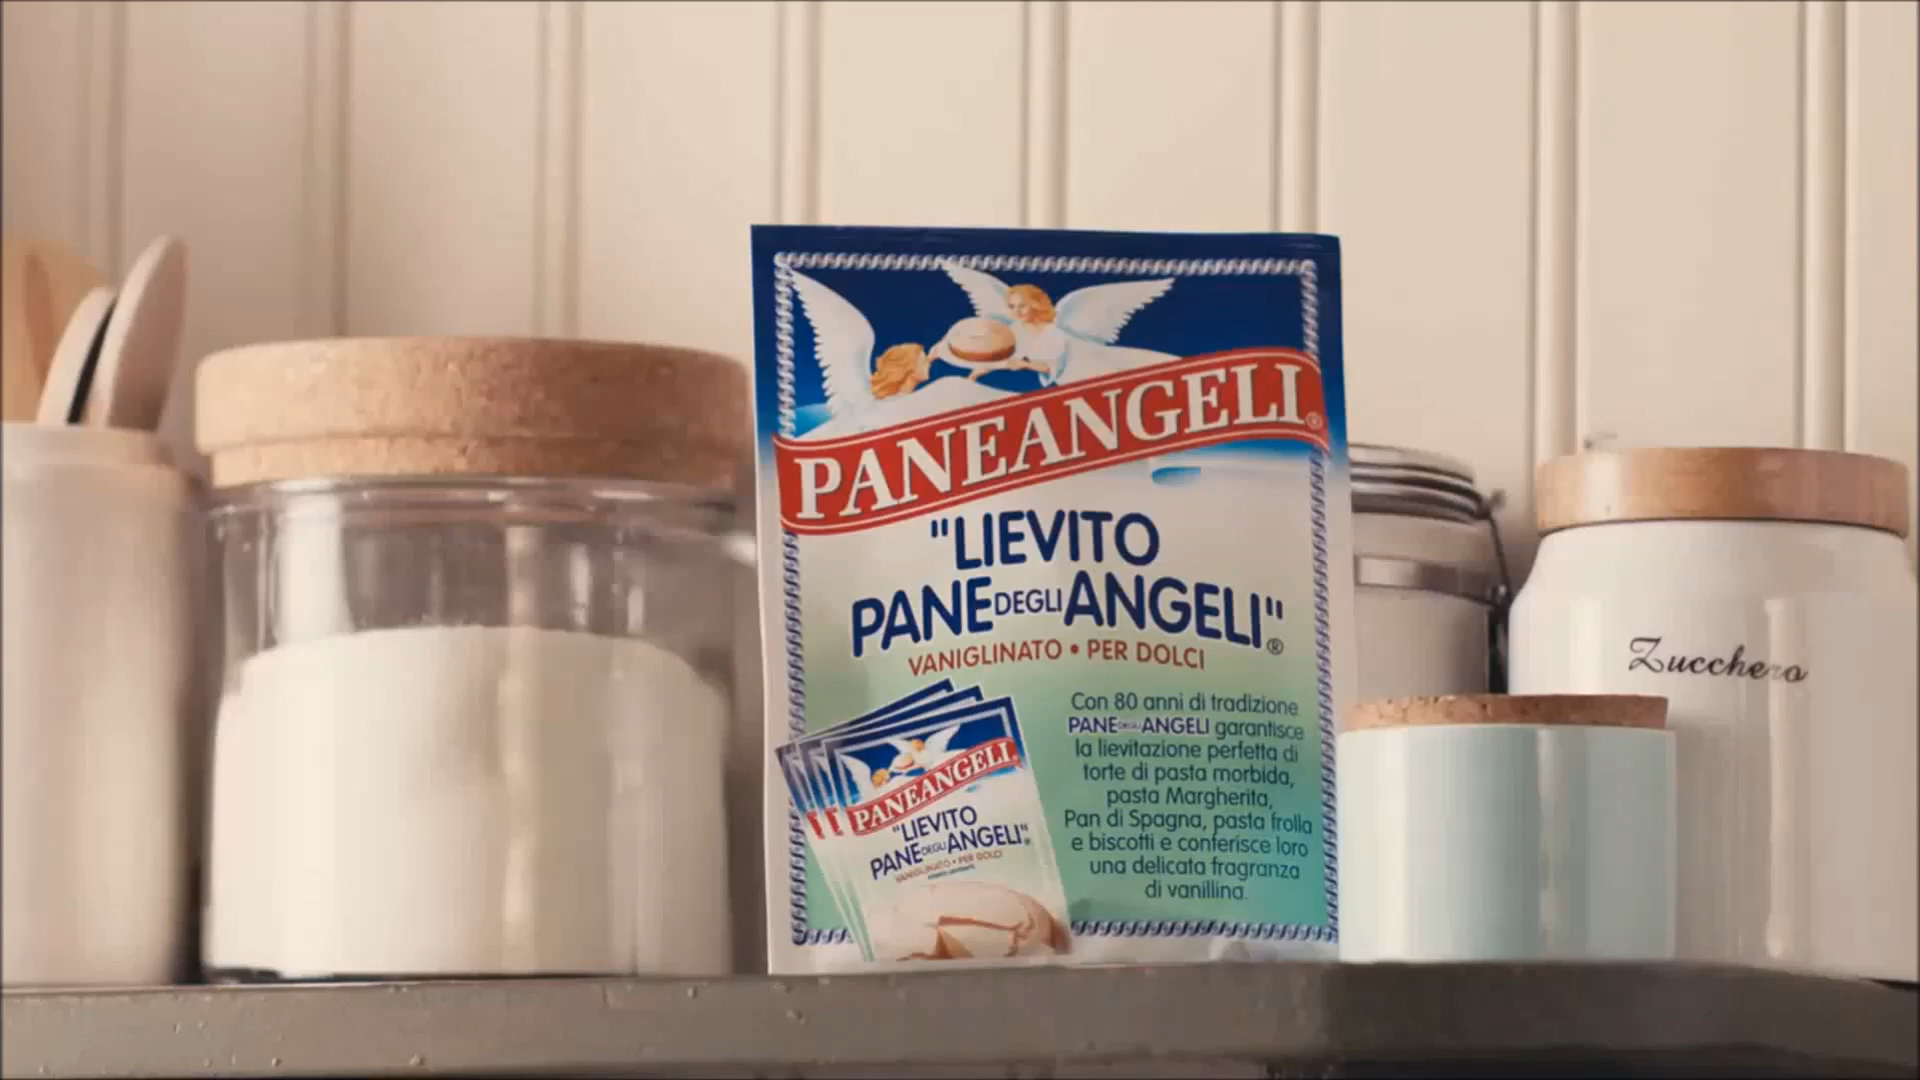 PANEANGELI®
"LIEVITO
PANE DEGLI ANGELI"®
VANIGLINATO • PER DOLCI
Con 80 anni di tradizione
PANE DEGLI ANGELI garantisce
la lievitazione perfetta di
torte di pasta morbida,
pasta Margherita,
Pan di Spagna, pasta frolla
e biscotti e conferisce loro
una delicata fragranza
di vanillina.
PANEANGELI
"LIEVITO
PANE DEGLI ANGELI"
VANIGLINATO • PER DOLCI
Zucchero